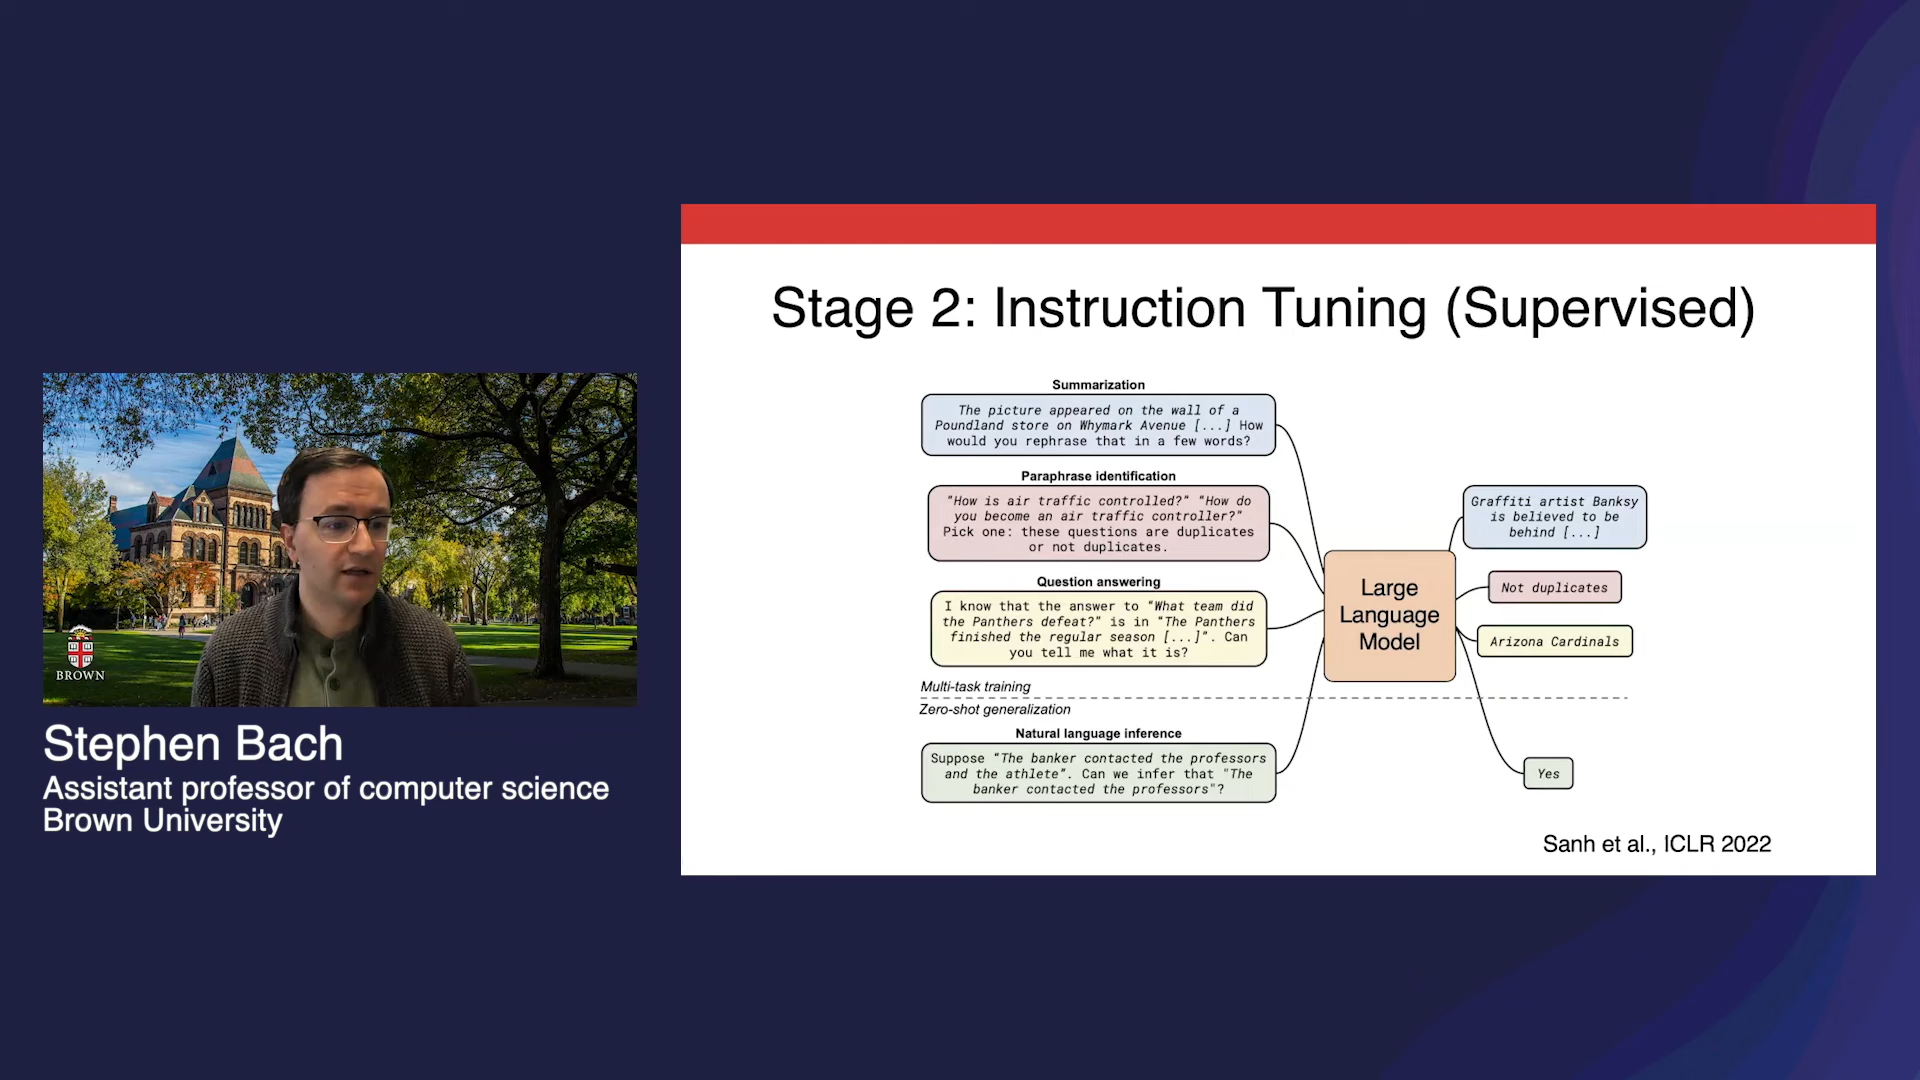 Stage 2: Instruction Tuning (Supervised)
Summarization
The picture appeared on the wall of a
Poundland store on Whymark Avenue [...] How
would you rephrase that in a few words?
Paraphrase identification
"How is air traffic controlled?" "How do
you become an air traffic controller?"
Pick one: these questions are duplicates
or not duplicates.
Question answering
I know that the answer to "What team did
the Panthers defeat?" is in "The Panthers
finished the regular season [...]". Can
you tell me what it is?
Multi-task training
Zero-shot generalization
Natural language inference
Suppose "The banker contacted the professors
and the athlete". Can we infer that "The
banker contacted the professors"?
Large
Language
Model
Graffiti artist Banksy
is believed to be
behind [...]
Not duplicates
Arizona Cardinals
Yes
Sanh et al., ICLR 2022
BROWN
Stephen Bach
Assistant professor of computer science
Brown University